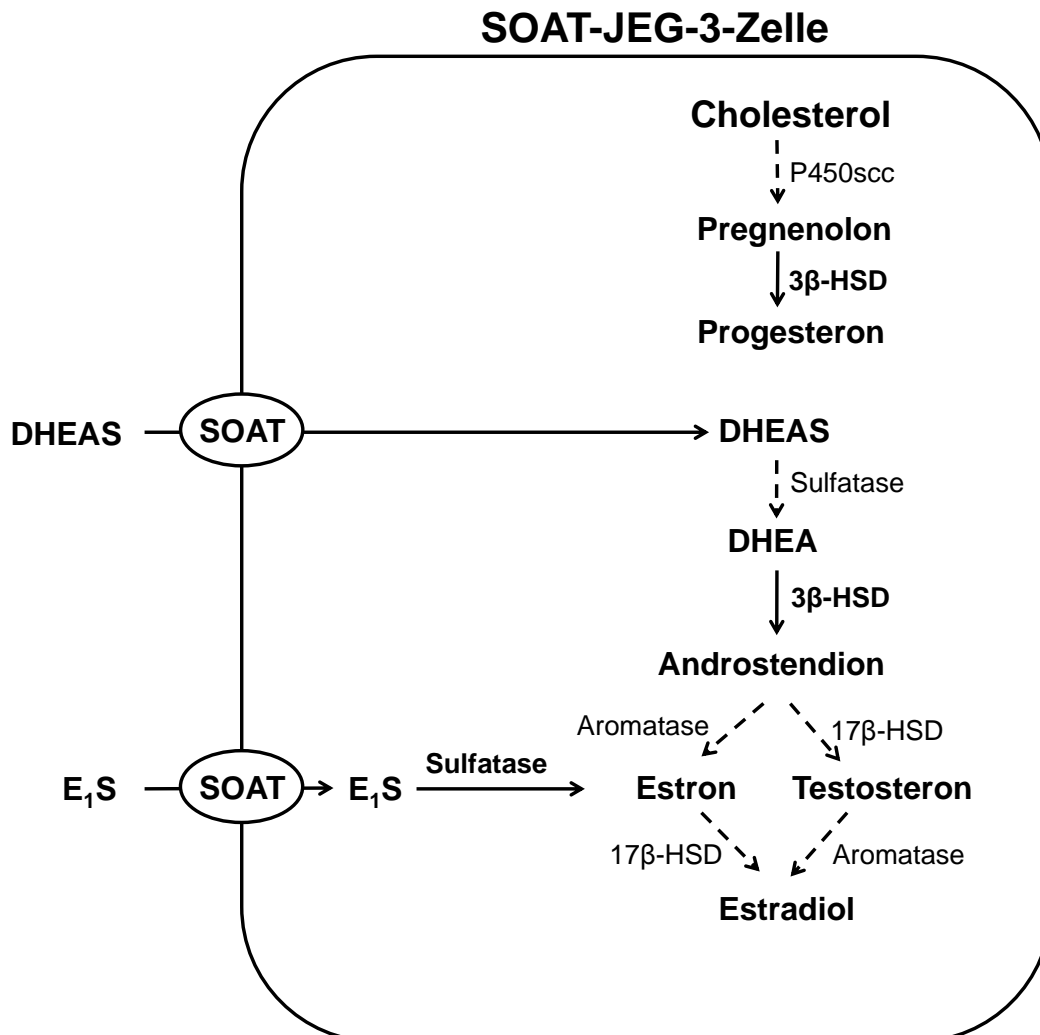 SOAT-JEG-3-Zelle
Cholesterol
P450scc
Pregnenolon
3β-HSD
Progesteron
DHEAS
SOAT
DHEAS
Sulfatase
DHEA
3β-HSD
Androstendion
Aromatase
17β-HSD
E₁S
SOAT
E₁S
Sulfatase
Estron
Testosteron
17β-HSD
Aromatase
Estradiol